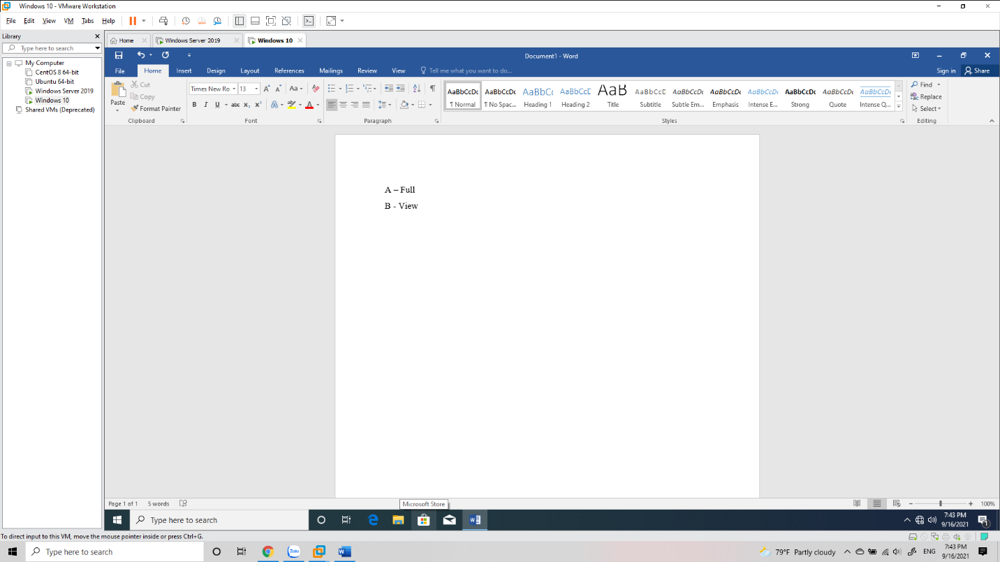 Windows 10 - VMware Workstation
File Edit View VM Tabs Help
Library
Type here to search
My Computer
CentOS 8 64-bit
Ubuntu 64-bit
Windows Server 2019
Windows 10
Shared VMs (Deprecated)
Home Windows Server 2019 Windows 10
Document1 - Word
File Home Insert Design Layout References Mailings Review View Tell me what you want to do... Sign in Share
Paste
Cut
Copy
Format Painter
Clipboard
Times New Ro 13 Aa
B I U abc X₂ X²
Font
Paragraph
AaBbCcDc AaBbCcDc AaBbCc AaBbCcE AaB AaBbCcE AaBbCcDc AaBbCcDc AaBbCcDc AaBbCcDc AaBbCcDc AaBbCcDc
¶ Normal ¶ No Spac... Heading 1 Heading 2 Title Subtitle Subtle Em... Emphasis Intense E... Strong Quote Intense Q...
Styles
Find
Replace
Select
Editing
A – Full
B - View
Page 1 of 1 5 words 100%
Microsoft Store
Type here to search
7:43 PM
9/16/2021
1
To direct input to this VM, move the mouse pointer inside or press Ctrl+G.
Type here to search
Zalo
79°F Partly cloudy
ENG
7:43 PM
9/16/2021